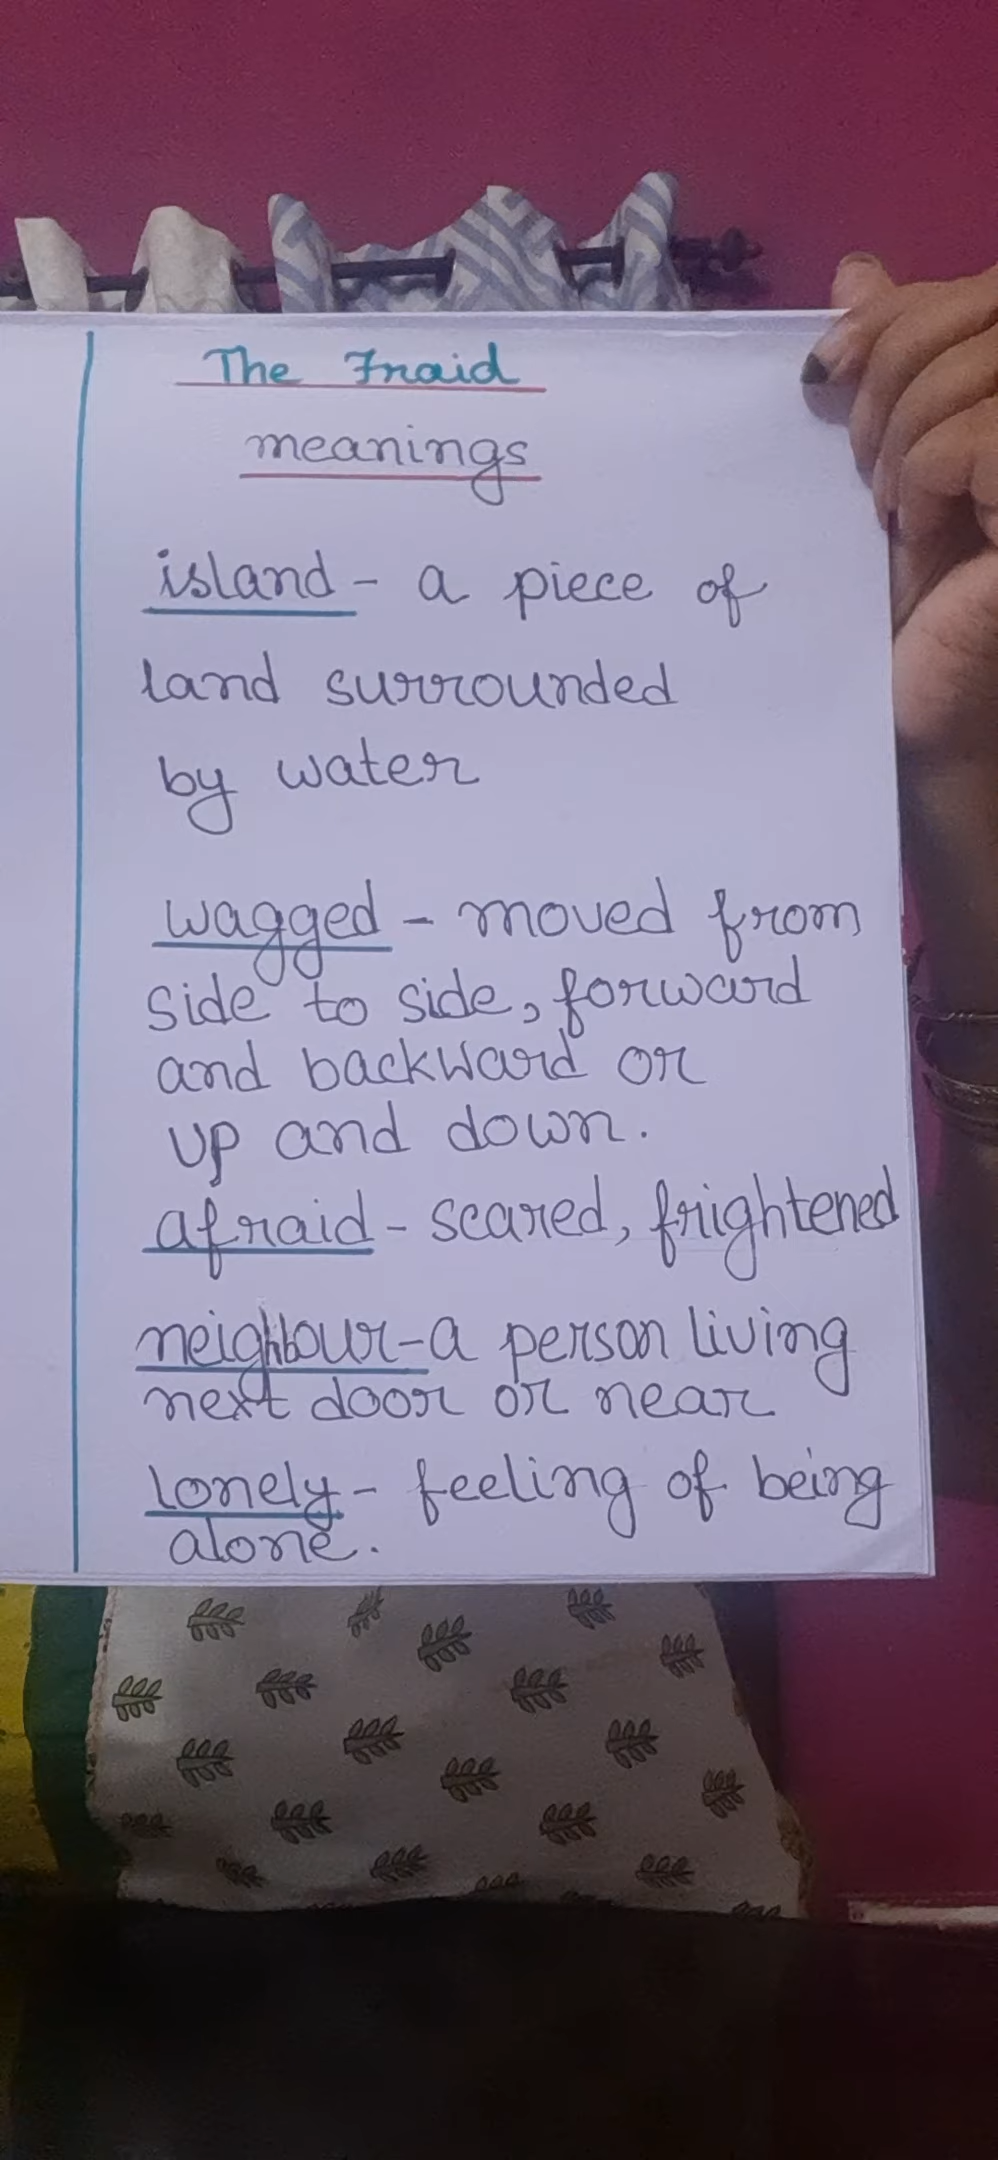 The Fraid
meanings
island - a piece of
land surrounded
by water
wagged - moved from
side to side, forward
and backward or
up and down.
afraid - scared, frightened
neighbour - a person living
next door or near
lonely - feeling of being
alone.